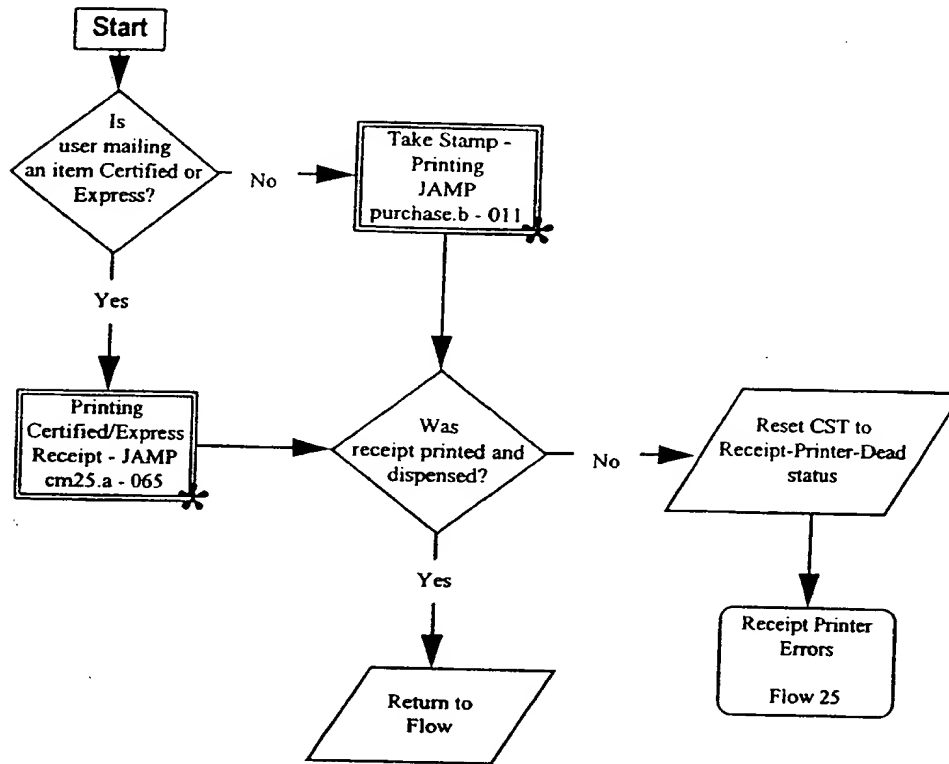 Start
Is
user mailing
an item Certified or
Express?
No
Take Stamp -
Printing
JAMP
purchase.b - 011
Yes
Printing
Certified/Express
Receipt - JAMP
cm25.a - 065
Was
receipt printed and
dispensed?
No
Reset CST to
Receipt-Printer-Dead
status
Yes
Receipt Printer
Errors
Flow 25
Return to
Flow